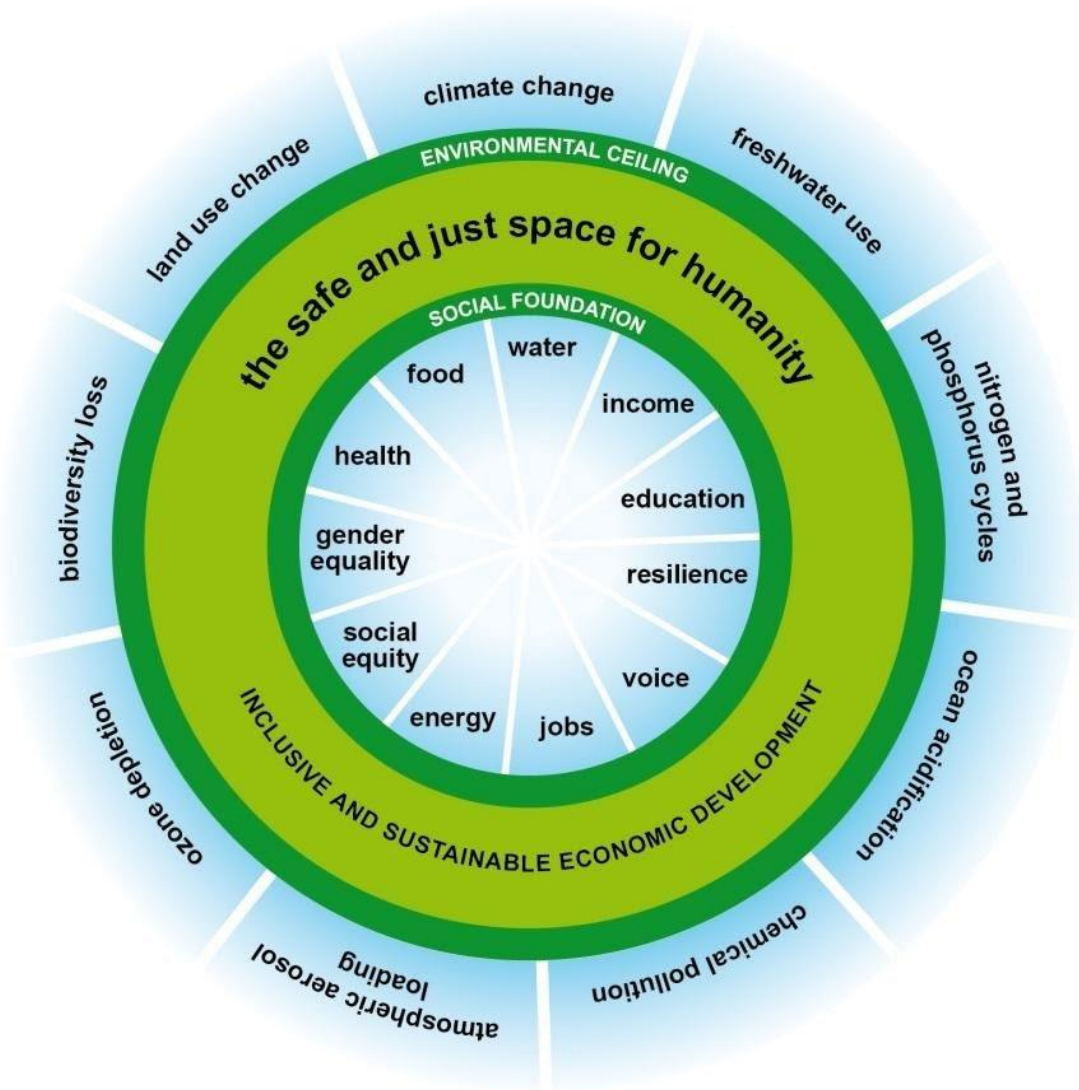 climate change
freshwater use
nitrogen and
phosphorus cycles
ocean acidification
chemical pollution
atmospheric aerosol
loading
ozone depletion
biodiversity loss
land use change
ENVIRONMENTAL CEILING
the safe and just space for humanity
SOCIAL FOUNDATION
water
income
education
resilience
voice
jobs
energy
social
equity
gender
equality
health
food
INCLUSIVE AND SUSTAINABLE ECONOMIC DEVELOPMENT